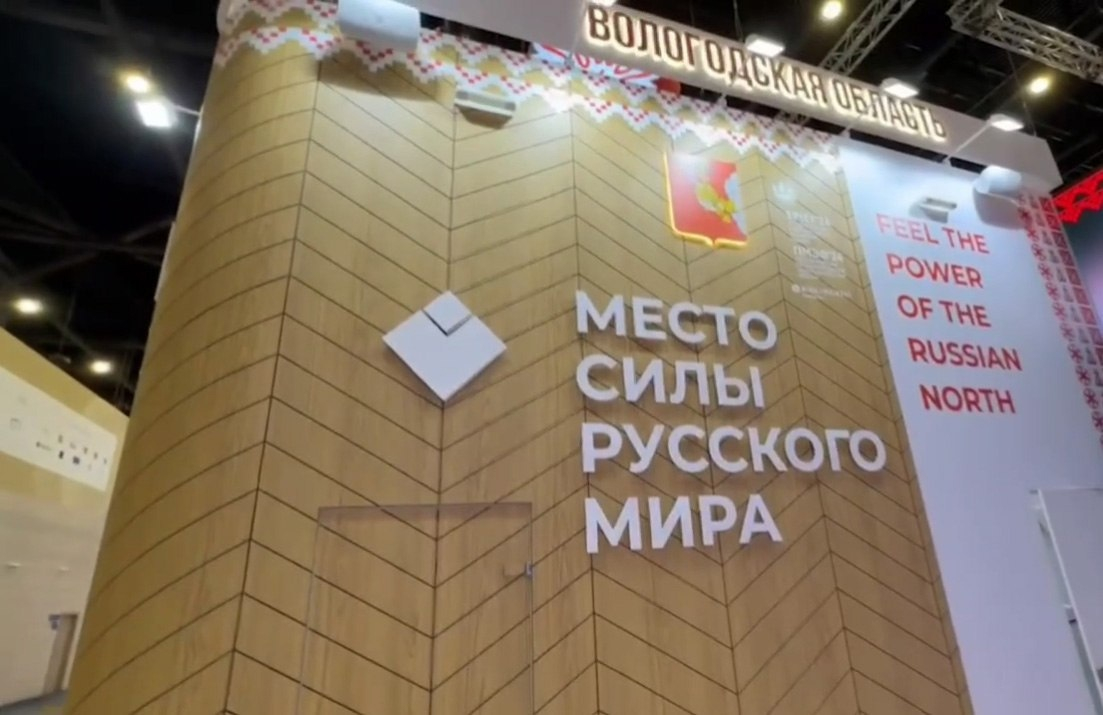 ВОЛОГОДСКАЯ ОБЛАСТЬ
МЕСТО
СИЛЫ
РУССКОГО
МИРА
FEEL THE
POWER
OF THE
RUSSIAN
NORTH